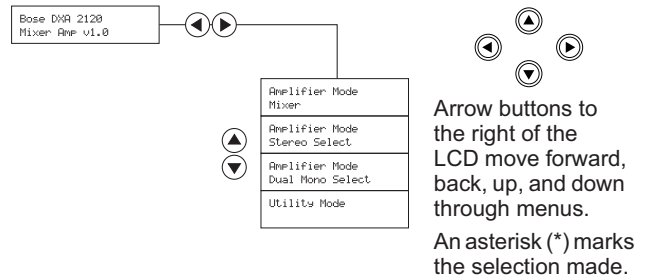 Bose DXA 2120
Mixer Amp v1.0
Amplifier Mode
Mixer
Amplifier Mode
Stereo Select
Amplifier Mode
Dual Mono Select
Utility Mode
Arrow buttons to
the right of the
LCD move forward,
back, up, and down
through menus.
An asterisk (*) marks
the selection made.